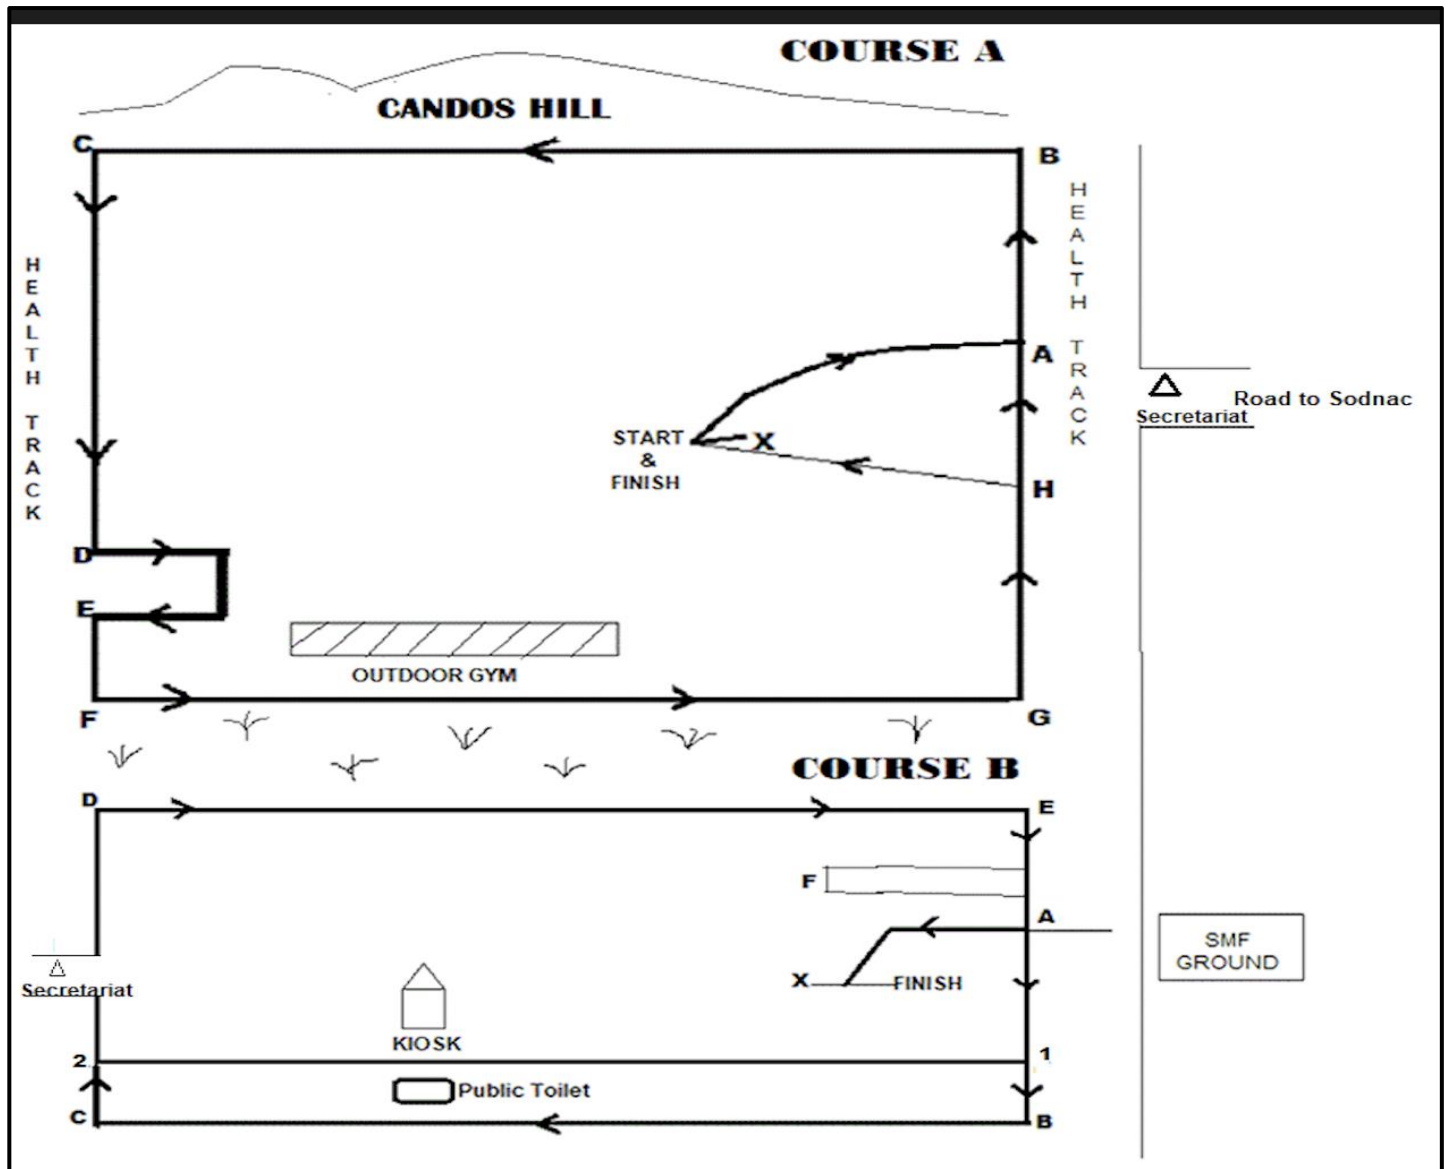 COURSE A
CANDOS HILL
C
B
HEALTH TRACK
HEALTH TRACK
A
Road to Sodnac
Secretariat
START
&
FINISH
X
H
D
E
OUTDOOR GYM
F
G
COURSE B
D
E
F
A
SMF
GROUND
X
FINISH
Secretariat
KIOSK
2
1
Public Toilet
C
B